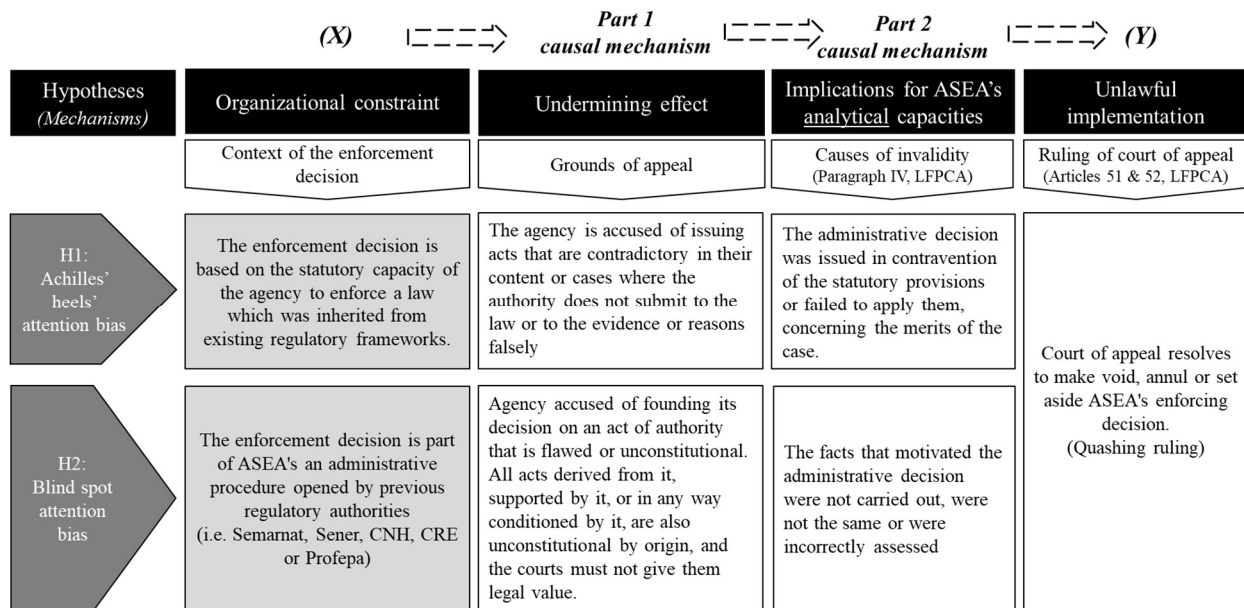 (X)
Part 1
causal mechanism
Part 2
causal mechanism
(Y)
Hypotheses
(Mechanisms)
Organizational constraint
Undermining effect
Implications for ASEA's
analytical capacities
Unlawful
implementation
Context of the enforcement
decision
Grounds of appeal
Causes of invalidity
(Paragraph IV, LFPCA)
Ruling of court of appeal
(Articles 51 & 52, LFPCA)
H1:
Achilles'
heels'
attention bias
The enforcement decision is
based on the statutory capacity of
the agency to enforce a law
which was inherited from
existing regulatory frameworks.
The agency is accused of issuing
acts that are contradictory in their
content or cases where the
authority does not submit to the
law or to the evidence or reasons
falsely
The administrative decision
was issued in contravention
of the statutory provisions
or failed to apply them,
concerning the merits of the
case.
Court of appeal resolves
to make void, annul or set
aside ASEA's enforcing
decision.
(Quashing ruling)
H2:
Blind spot
attention
bias
The enforcement decision is part
of ASEA's an administrative
procedure opened by previous
regulatory authorities
(i.e. Semarnat, Sener, CNH, CRE
or Profepa)
Agency accused of founding its
decision on an act of authority
that is flawed or unconstitutional.
All acts derived from it,
supported by it, or in any way
conditioned by it, are also
unconstitutional by origin, and
the courts must not give them
legal value.
The facts that motivated the
administrative decision
were not carried out, were
not the same or were
incorrectly assessed